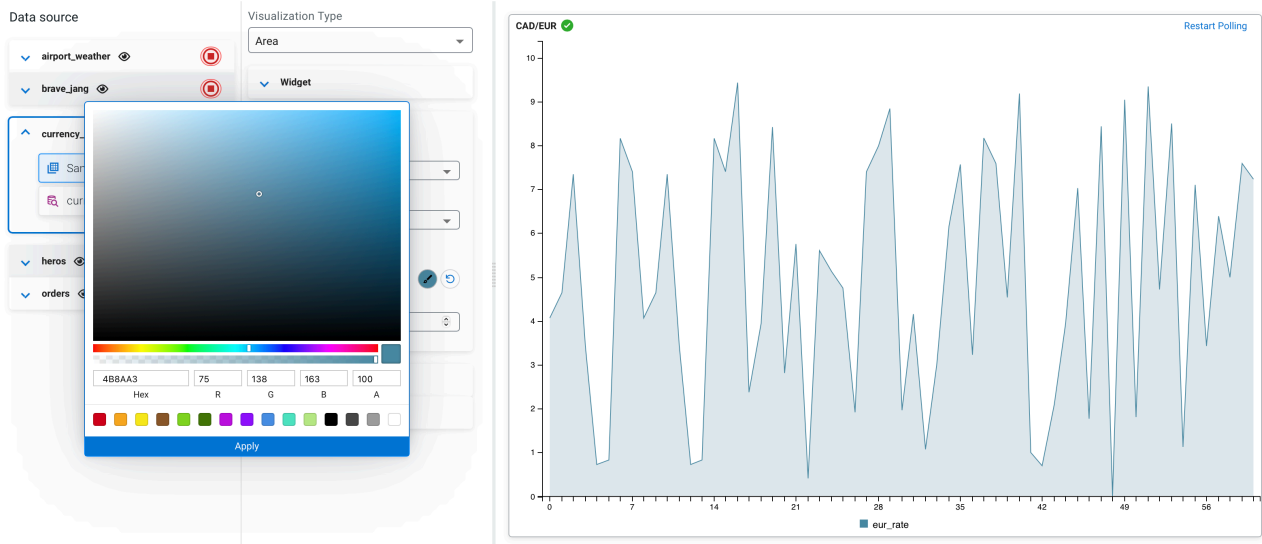 Data source
airport_weather
brave_jang
currency_
San
curr
heros
orders
4B8AA3 75 138 163 100
Hex R G B A
Apply
Visualization Type
Area
Widget
CAD/EUR
Restart Polling
10
9
8
7
6
5
4
3
2
1
0
0 7 14 21 28 35 42 49 56
eur_rate